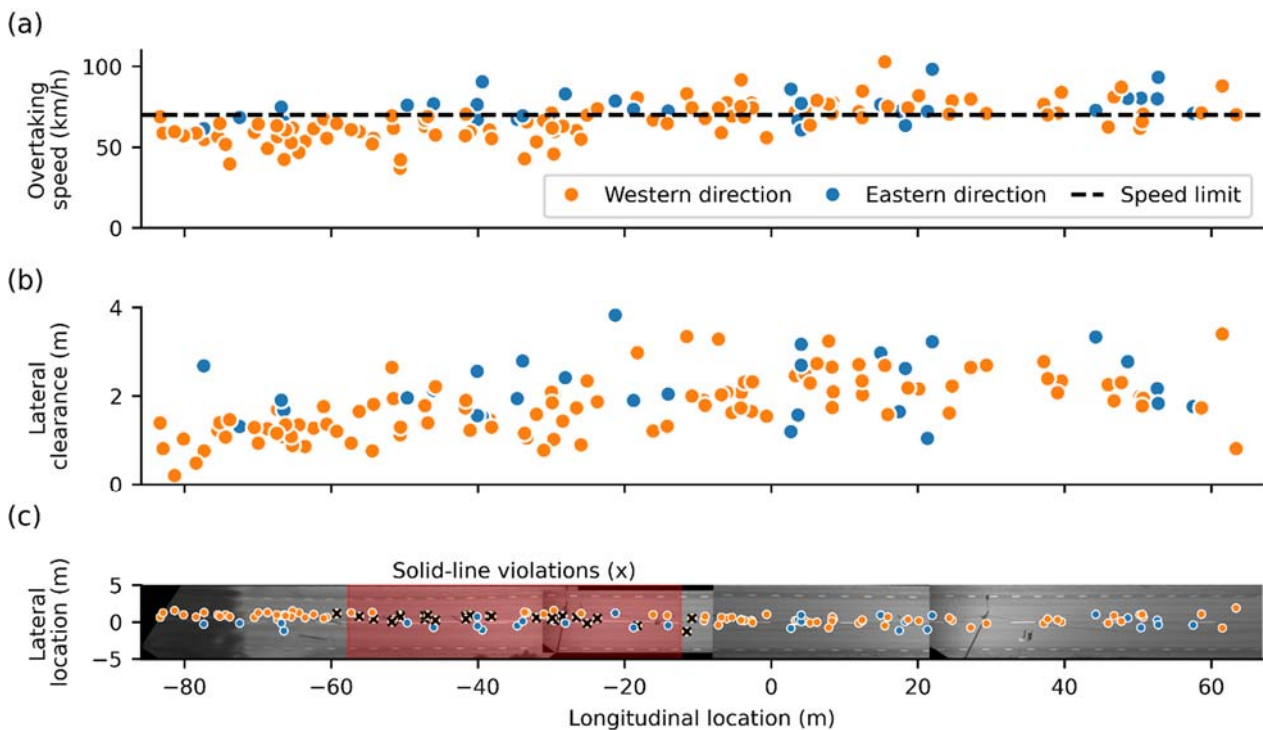 (a)
Overtaking
speed (km/h)
100
50
0
Western direction
Eastern direction
Speed limit
(b)
Lateral
clearance (m)
4
2
0
(c)
Solid-line violations (x)
Lateral
location (m)
5
0
−5
−80 −60 −40 −20 0 20 40 60
Longitudinal location (m)